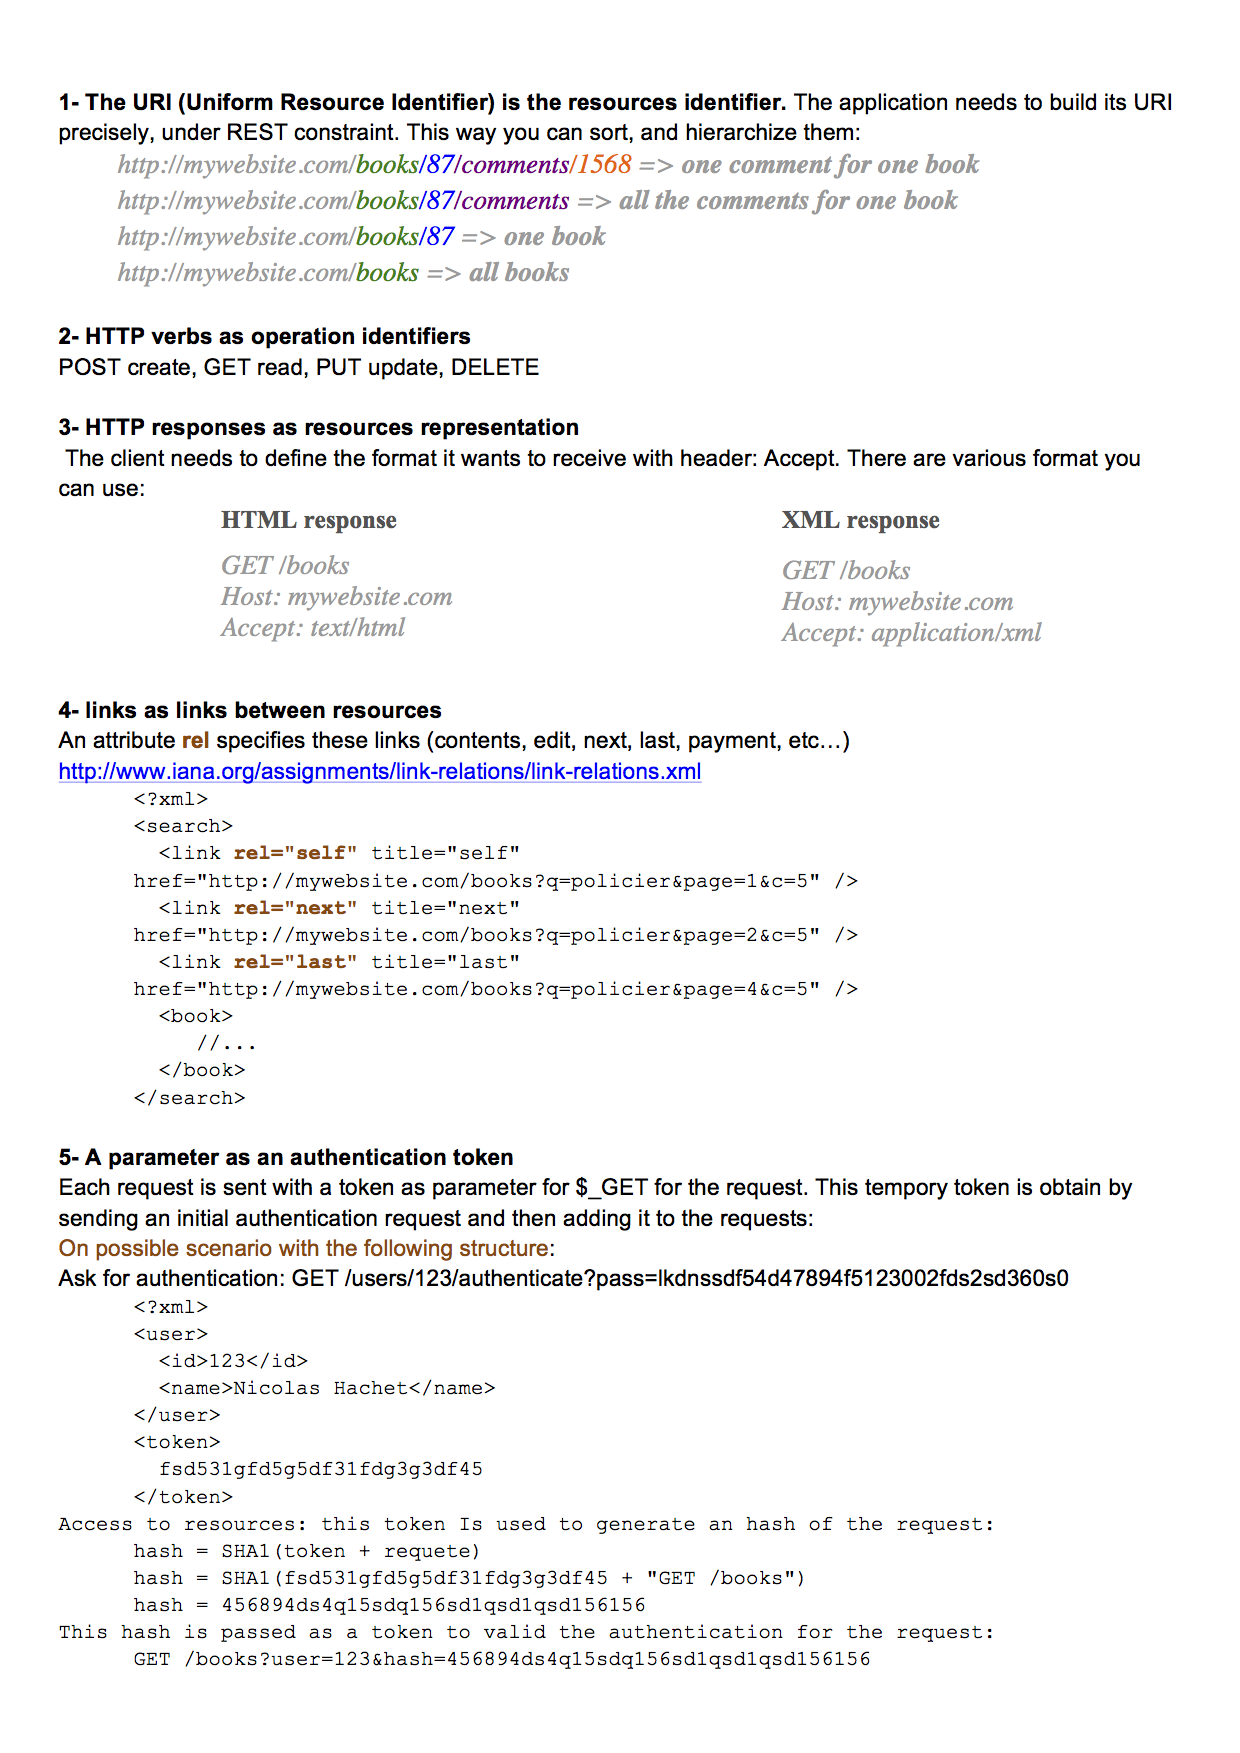 1- The URI (Uniform Resource Identifier) is the resources identifier. The application needs to build its URI
precisely, under REST constraint. This way you can sort, and hierarchize them:
http://mywebsite.com/books/87/comments/1568 => one comment for one book
http://mywebsite.com/books/87/comments => all the comments for one book
http://mywebsite.com/books/87 => one book
http://mywebsite.com/books => all books
2- HTTP verbs as operation identifiers
POST create, GET read, PUT update, DELETE
3- HTTP responses as resources representation
The client needs to define the format it wants to receive with header: Accept. There are various format you
can use:
HTML response
GET /books
Host: mywebsite.com
Accept: text/html
XML response
GET /books
Host: mywebsite.com
Accept: application/xml
4- links as links between resources
An attribute rel specifies these links (contents, edit, next, last, payment, etc…)
http://www.iana.org/assignments/link-relations/link-relations.xml
<?xml>
<search>
<link rel="self" title="self"
href="http://mywebsite.com/books?q=policier&page=1&c=5" />
<link rel="next" title="next"
href="http://mywebsite.com/books?q=policier&page=2&c=5" />
<link rel="last" title="last"
href="http://mywebsite.com/books?q=policier&page=4&c=5" />
<book>
//...
</book>
</search>
5- A parameter as an authentication token
Each request is sent with a token as parameter for $_GET for the request. This tempory token is obtain by
sending an initial authentication request and then adding it to the requests:
On possible scenario with the following structure:
Ask for authentication: GET /users/123/authenticate?pass=lkdnssdf54d47894f5123002fds2sd360s0
<?xml>
<user>
<id>123</id>
<name>Nicolas Hachet</name>
</user>
<token>
fsd531gfd5g5df31fdg3g3df45
</token>
Access to resources: this token Is used to generate an hash of the request:
hash = SHA1(token + requete)
hash = SHA1(fsd531gfd5g5df31fdg3g3df45 + "GET /books")
hash = 456894ds4q15sdq156sd1qsd1qsd156156
This hash is passed as a token to valid the authentication for the request:
GET /books?user=123&hash=456894ds4q15sdq156sd1qsd1qsd156156